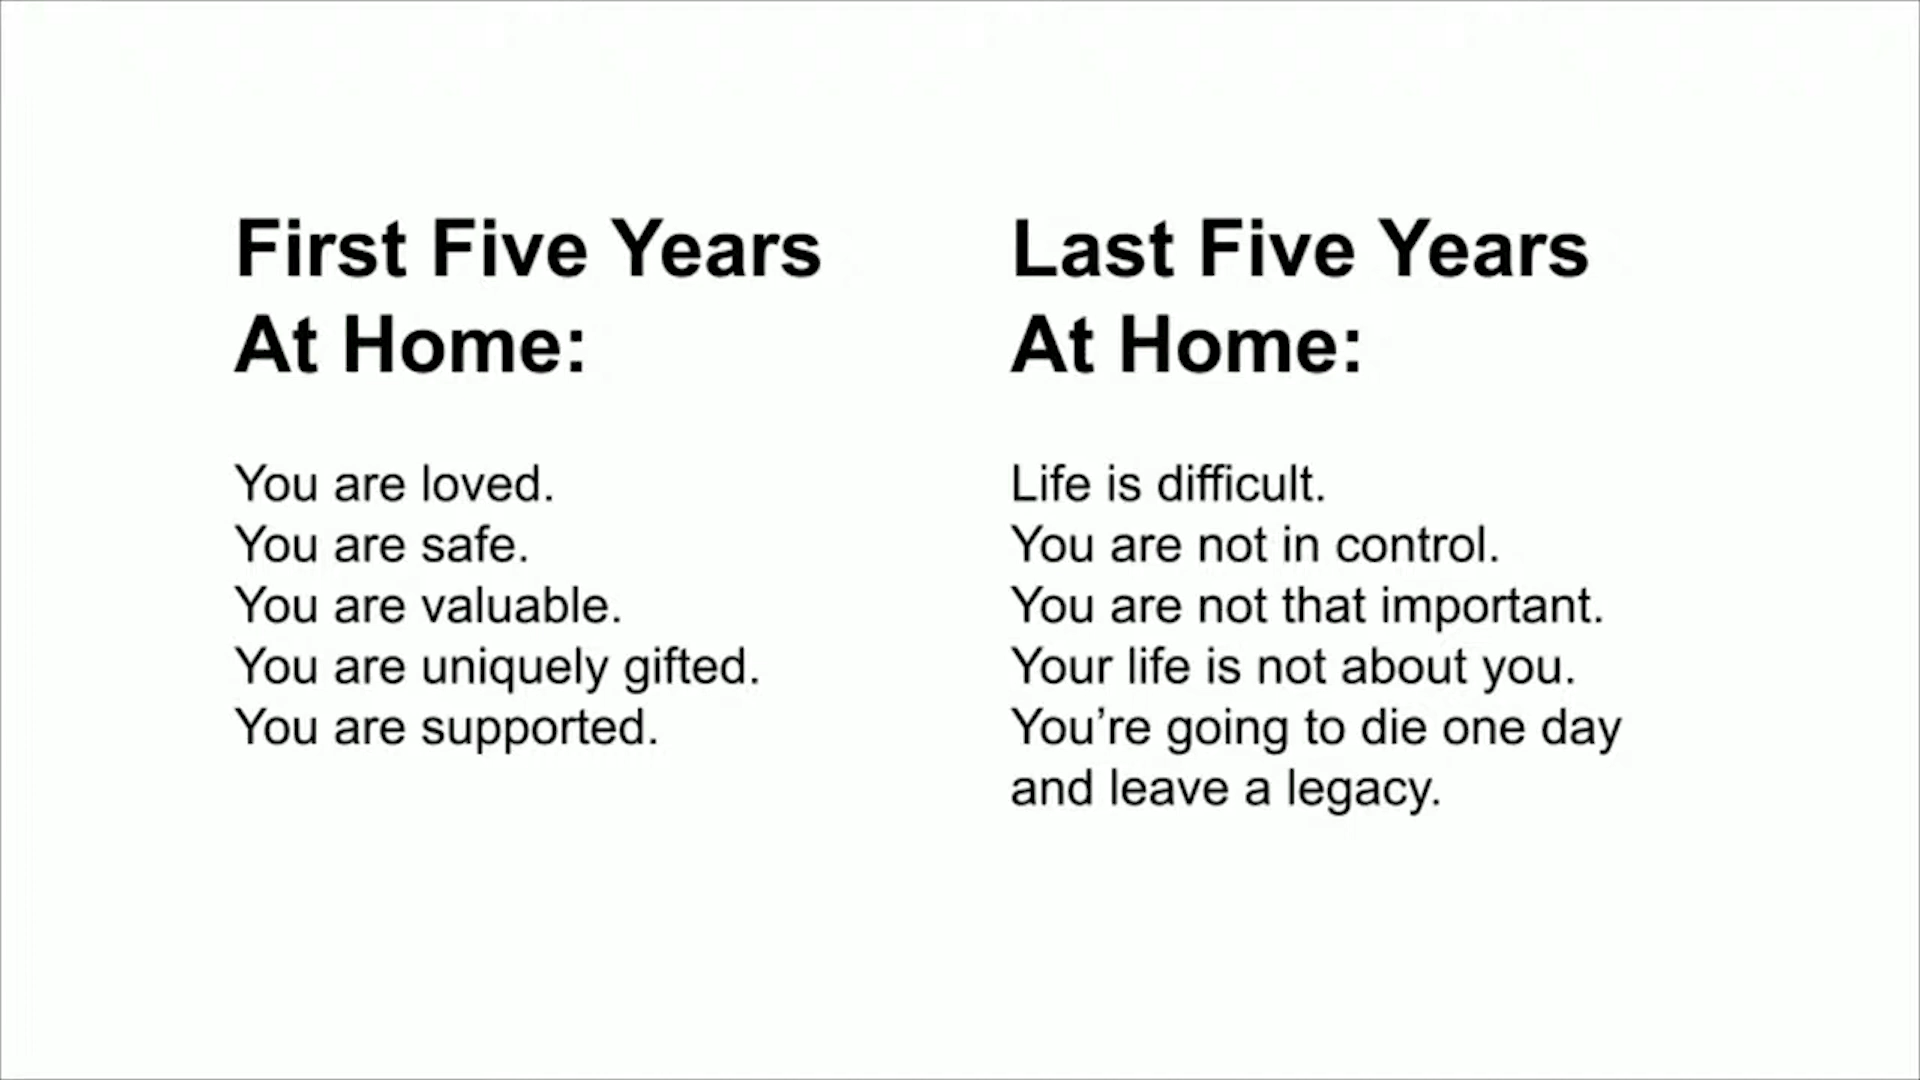 First Five Years
At Home:
You are loved.
You are safe.
You are valuable.
You are uniquely gifted.
You are supported.
Last Five Years
At Home:
Life is difficult.
You are not in control.
You are not that important.
Your life is not about you.
You’re going to die one day
and leave a legacy.